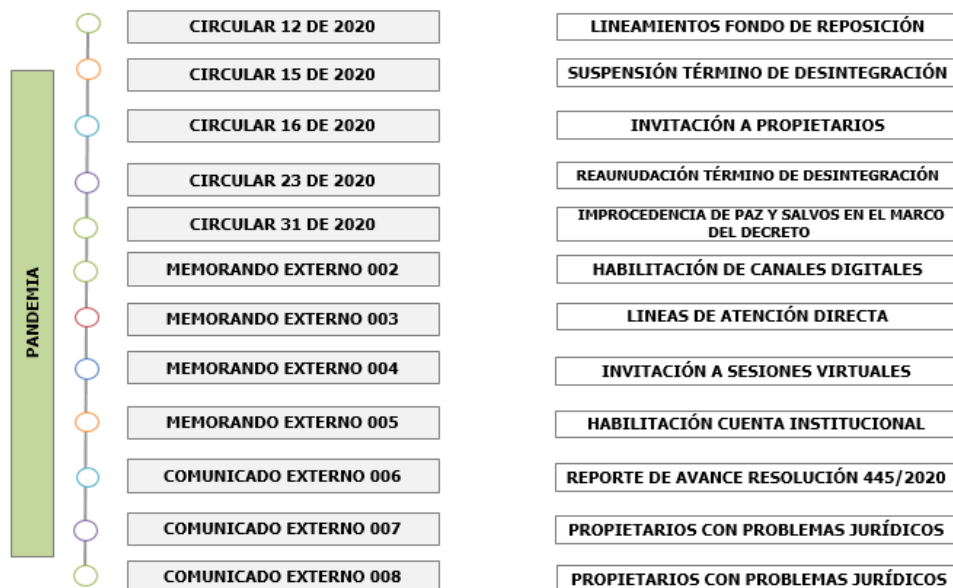 CIRCULAR 12 DE 2020
LINEAMIENTOS FONDO DE REPOSICIÓN
CIRCULAR 15 DE 2020
SUSPENSIÓN TÉRMINO DE DESINTEGRACIÓN
CIRCULAR 16 DE 2020
INVITACIÓN A PROPIETARIOS
CIRCULAR 23 DE 2020
REAUNUDACIÓN TÉRMINO DE DESINTEGRACIÓN
CIRCULAR 31 DE 2020
IMPROCEDENCIA DE PAZ Y SALVOS EN EL MARCO
DEL DECRETO
PANDEMIA
MEMORANDO EXTERNO 002
HABILITACIÓN DE CANALES DIGITALES
MEMORANDO EXTERNO 003
LINEAS DE ATENCIÓN DIRECTA
MEMORANDO EXTERNO 004
INVITACIÓN A SESIONES VIRTUALES
MEMORANDO EXTERNO 005
HABILITACIÓN CUENTA INSTITUCIONAL
COMUNICADO EXTERNO 006
REPORTE DE AVANCE RESOLUCIÓN 445/2020
COMUNICADO EXTERNO 007
PROPIETARIOS CON PROBLEMAS JURÍDICOS
COMUNICADO EXTERNO 008
PROPIETARIOS CON PROBLEMAS JURÍDICOS